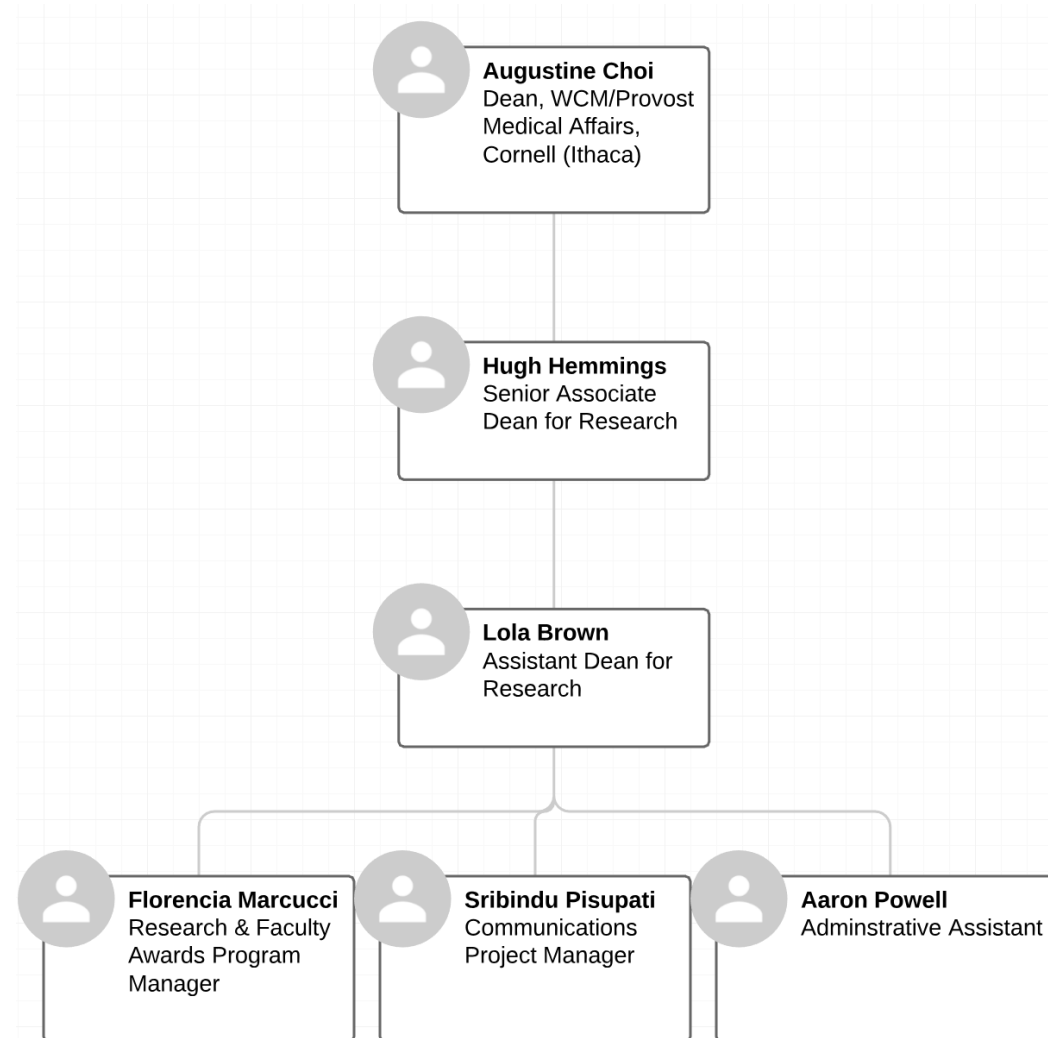 Augustine Choi
Dean, WCM/Provost
Medical Affairs,
Cornell (Ithaca)
Hugh Hemmings
Senior Associate
Dean for Research
Lola Brown
Assistant Dean for
Research
Florencia Marcucci
Research & Faculty
Awards Program
Manager
Sribindu Pisupati
Communications
Project Manager
Aaron Powell
Adminstrative Assistant